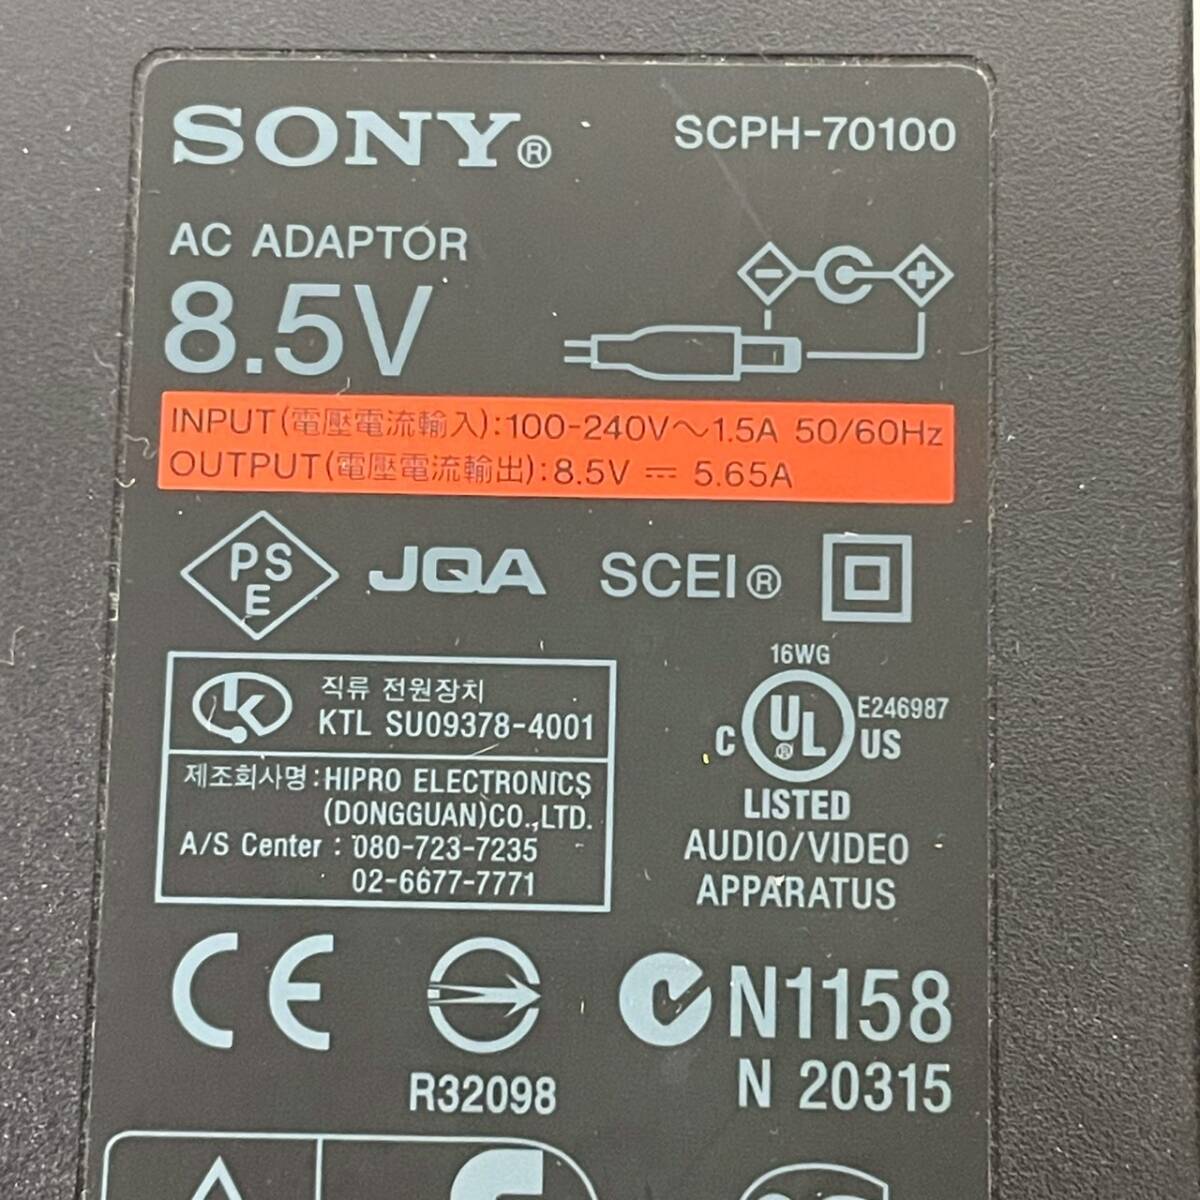 SONY®
SCPH-70100
AC ADAPTOR
8.5V
INPUT(電壓電流輸入):100-240V～1.5A 50/60Hz
OUTPUT(電壓電流輸出):8.5V ⎓ 5.65A
PS
E
JQA
SCEI®
직류 전원장치
KTL SU09378-4001
제조회사명:HIPRO ELECTRONICS
(DONGGUAN)CO.,LTD.
A/S Center : 080-723-7235
02-6677-7771
16WG
C UL® US
E246987
LISTED
AUDIO/VIDEO
APPARATUS
CE
R32098
N1158
N 20315